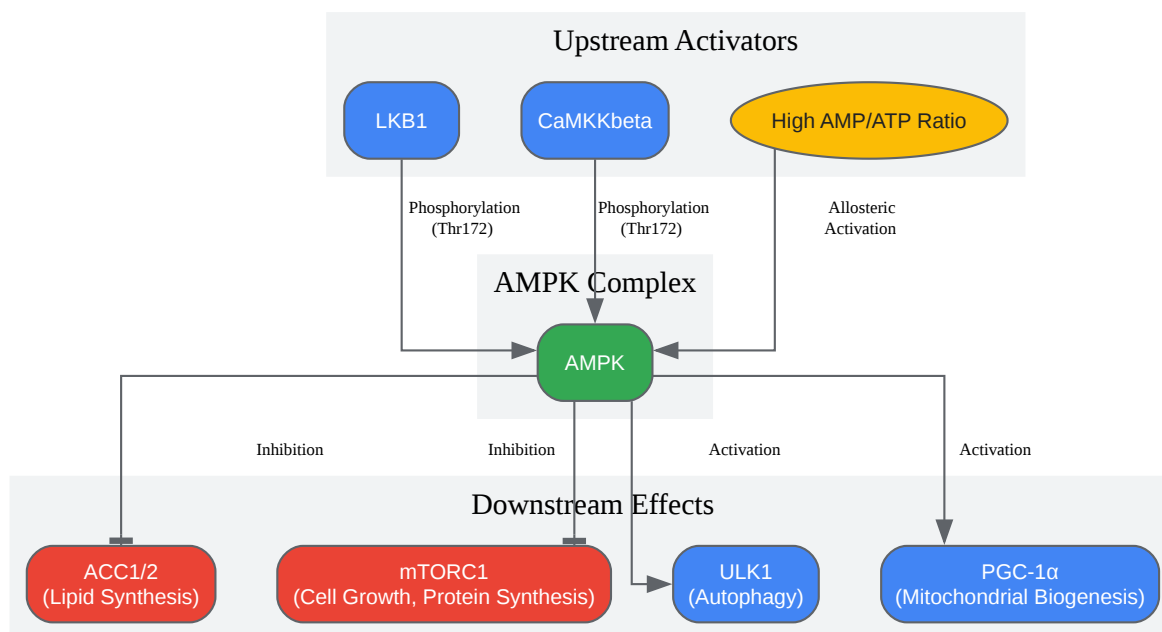 Upstream Activators
LKB1
CaMKKbeta
High AMP/ATP Ratio
Phosphorylation
(Thr172)
Phosphorylation
(Thr172)
Allosteric
Activation
AMPK Complex
AMPK
Inhibition
Inhibition
Activation
Activation
Downstream Effects
ACC1/2
(Lipid Synthesis)
mTORC1
(Cell Growth, Protein Synthesis)
ULK1
(Autophagy)
PGC-1α
(Mitochondrial Biogenesis)